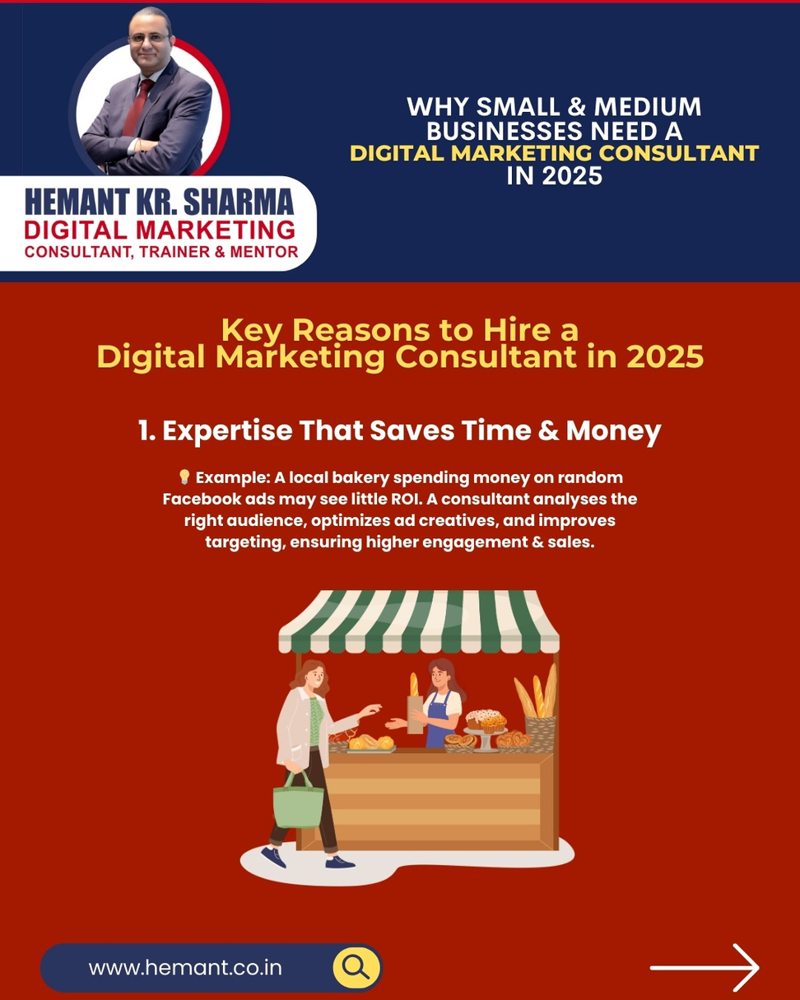 HEMANT KR. SHARMA
DIGITAL MARKETING
CONSULTANT, TRAINER & MENTOR
WHY SMALL & MEDIUM
BUSINESSES NEED A
DIGITAL MARKETING CONSULTANT
IN 2025
Key Reasons to Hire a
Digital Marketing Consultant in 2025
1. Expertise That Saves Time & Money
💡 Example: A local bakery spending money on random
Facebook ads may see little ROI. A consultant analyses the
right audience, optimizes ad creatives, and improves
targeting, ensuring higher engagement & sales.
www.hemant.co.in